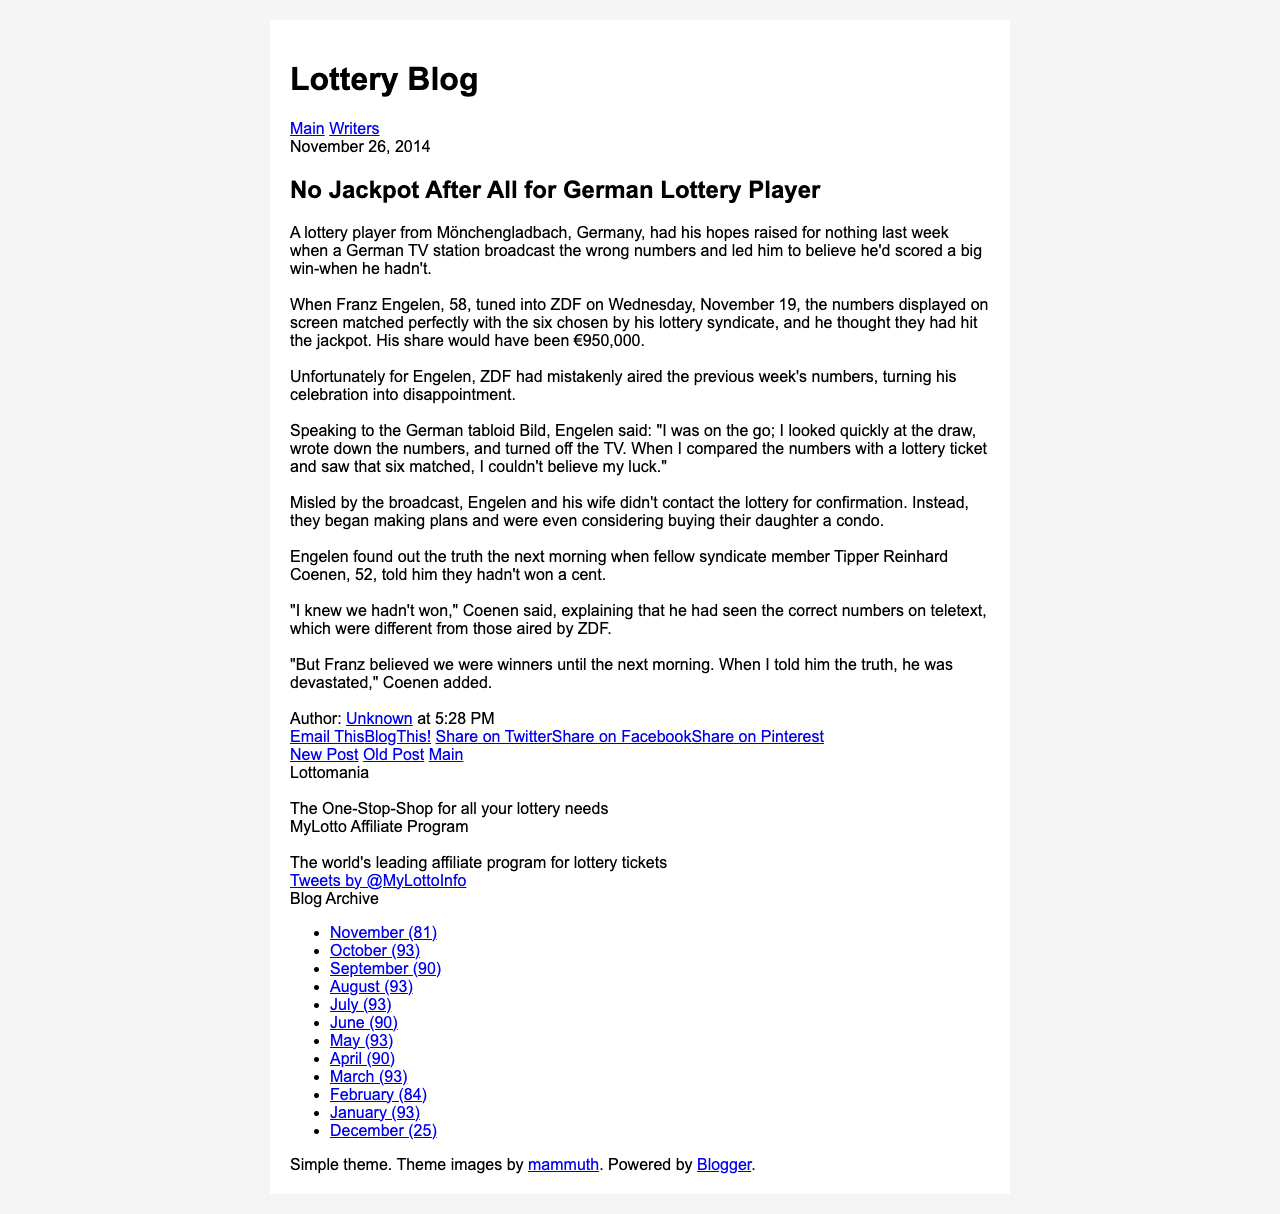 Lottery Blog
Main Writers
November 26, 2014
No Jackpot After All for German Lottery Player
A lottery player from Mönchengladbach, Germany, had his hopes raised for nothing last week
when a German TV station broadcast the wrong numbers and led him to believe he'd scored a big
win-when he hadn't.
When Franz Engelen, 58, tuned into ZDF on Wednesday, November 19, the numbers displayed on
screen matched perfectly with the six chosen by his lottery syndicate, and he thought they had hit
the jackpot. His share would have been €950,000.
Unfortunately for Engelen, ZDF had mistakenly aired the previous week's numbers, turning his
celebration into disappointment.
Speaking to the German tabloid Bild, Engelen said: "I was on the go; I looked quickly at the draw,
wrote down the numbers, and turned off the TV. When I compared the numbers with a lottery ticket
and saw that six matched, I couldn't believe my luck."
Misled by the broadcast, Engelen and his wife didn't contact the lottery for confirmation. Instead,
they began making plans and were even considering buying their daughter a condo.
Engelen found out the truth the next morning when fellow syndicate member Tipper Reinhard
Coenen, 52, told him they hadn't won a cent.
"I knew we hadn't won," Coenen said, explaining that he had seen the correct numbers on teletext,
which were different from those aired by ZDF.
"But Franz believed we were winners until the next morning. When I told him the truth, he was
devastated," Coenen added.
Author: Unknown at 5:28 PM
Email ThisBlogThis! Share on TwitterShare on FacebookShare on Pinterest
New Post Old Post Main
Lottomania
The One-Stop-Shop for all your lottery needs
MyLotto Affiliate Program
The world's leading affiliate program for lottery tickets
Tweets by @MyLottoInfo
Blog Archive
• November (81)
• October (93)
• September (90)
• August (93)
• July (93)
• June (90)
• May (93)
• April (90)
• March (93)
• February (84)
• January (93)
• December (25)
Simple theme. Theme images by mammuth. Powered by Blogger.